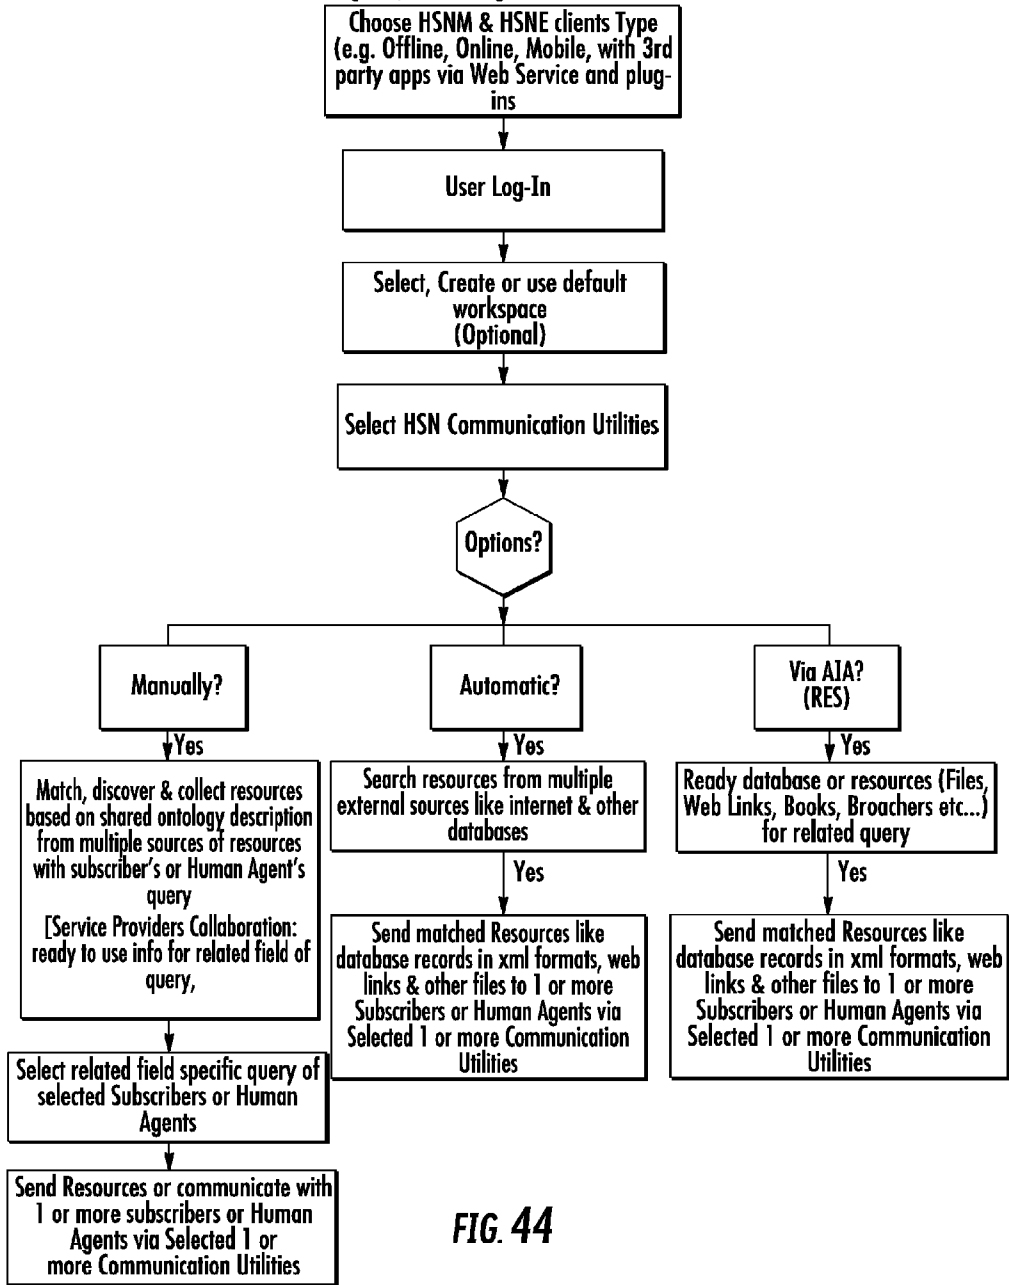 Choose HSNM & HSNE clients Type
(e.g. Offline, Online, Mobile, with 3rd
party apps via Web Service and plug-
ins
User Log-In
Select, Create or use default
workspace
(Optional)
Select HSN Communication Utilities
Options?
Manually?
Automatic?
Via AIA?
(RES)
Yes
Yes
Yes
Match, discover & collect resources
based on shared ontology description
from multiple sources of resources
with subscriber's or Human Agent's
query
[Service Providers Collaboration:
ready to use info for related field of
query,
Search resources from multiple
external sources like internet & other
databases
Ready database or resources (Files,
Web Links, Books, Broachers etc...)
for related query
Yes
Yes
Send matched Resources like
database records in xml formats, web
links & other files to 1 or more
Subscribers or Human Agents via
Selected 1 or more Communication
Utilities
Send matched Resources like
database records in xml formats, web
links & other files to 1 or more
Subscribers or Human Agents via
Selected 1 or more Communication
Utilities
Select related field specific query of
selected Subscribers or Human
Agents
Send Resources or communicate with
1 or more subscribers or Human
Agents via Selected 1 or
more Communication Utilities
FIG. 44